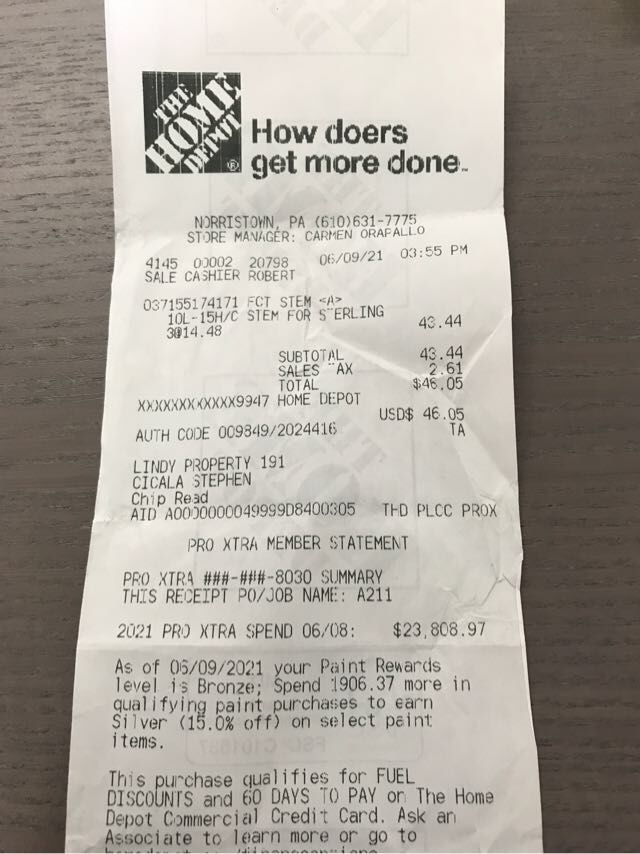 THE
HOME
DEPOT
®
How doers
get more done™
NORRISTOWN, PA (610)631-7775
STORE MANAGER: CARMEN ORAPALLO
4145 00002 20798 06/09/21 03:55 PM
SALE CASHIER ROBERT
037155174171 FCT STEM <A>
10L-15H/C STEM FOR STERLING
3@14.48 43.44
SUBTOTAL 43.44
SALES TAX 2.61
TOTAL $46.05
XXXXXXXXXXXX9947 HOME DEPOT
USD$ 46.05
AUTH CODE 009849/2024416 TA
LINDY PROPERTY 191
CICALA STEPHEN
Chip Read
AID A0000000049999D8400305 THD PLCC PROX
PRO XTRA MEMBER STATEMENT
PRO XTRA ###-###-8030 SUMMARY
THIS RECEIPT PO/JOB NAME: A211
2021 PRO XTRA SPEND 06/08: $23,808.97
As of 06/09/2021 your Paint Rewards
level is Bronze; Spend 1906.37 more in
qualifying paint purchases to earn
Silver (15.0% off) on select paint
items.
This purchase qualifies for FUEL
DISCOUNTS and 60 DAYS TO PAY on The Home
Depot Commercial Credit Card. Ask an
Associate to learn more or go to